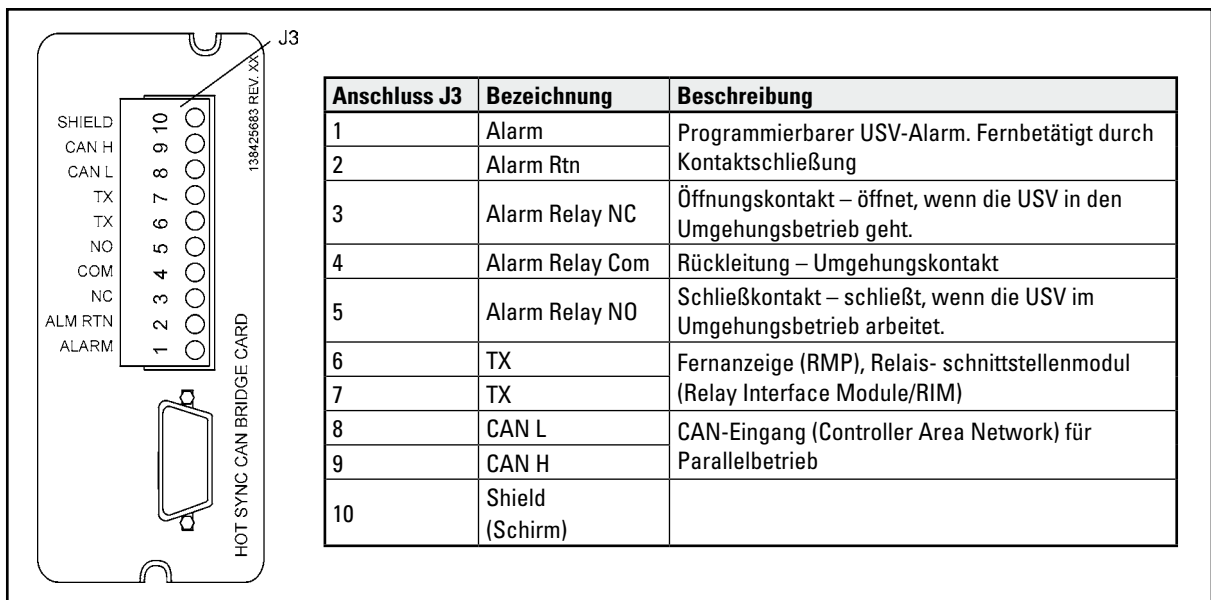 J3
138425683 REV. XX
SHIELD 10
CAN H 9
CAN L 8
TX 7
TX 6
NO 5
COM 4
NC 3
ALM RTN 2
ALARM 1
HOT SYNC CAN BRIDGE CARD
Anschluss J3 Bezeichnung Beschreibung
1 Alarm Programmierbarer USV-Alarm. Fernbetätigt durch
2 Alarm Rtn Kontaktschließung
3 Alarm Relay NC Öffnungskontakt – öffnet, wenn die USV in den
Umgehungsbetrieb geht.
4 Alarm Relay Com Rückleitung – Umgehungskontakt
5 Alarm Relay NO Schließkontakt – schließt, wenn die USV im
Umgehungsbetrieb arbeitet.
6 TX Fernanzeige (RMP), Relais- schnittstellenmodul
7 TX (Relay Interface Module/RIM)
8 CAN L CAN-Eingang (Controller Area Network) für
9 CAN H Parallelbetrieb
10 Shield
(Schirm)